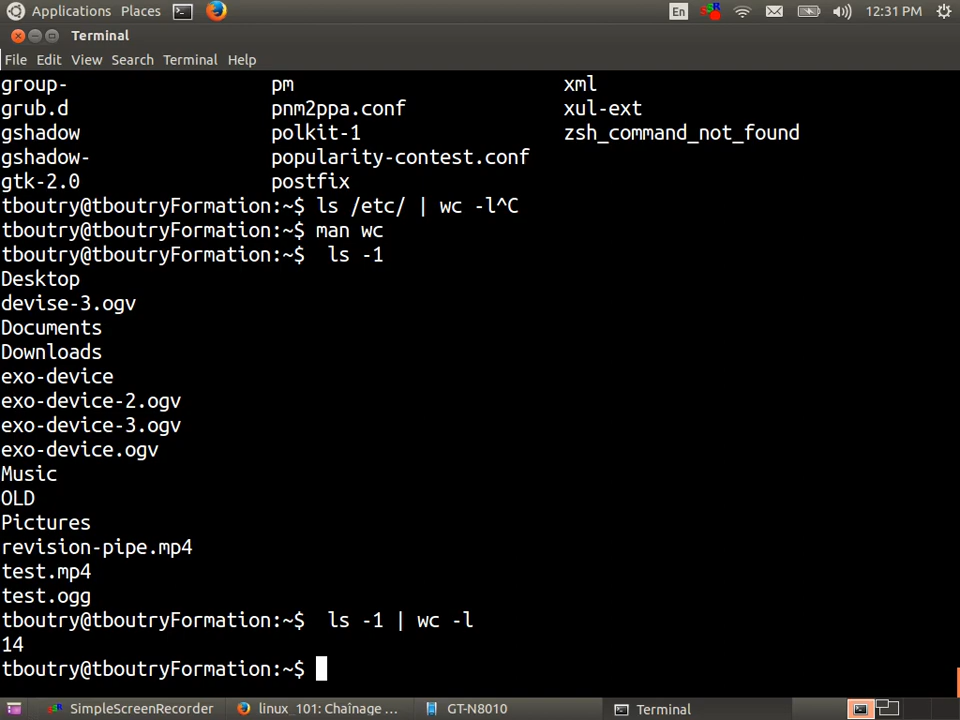 Applications Places En 12:31 PM
Terminal
File Edit View Search Terminal Help
group- pm xml
grub.d pnm2ppa.conf xul-ext
gshadow polkit-1 zsh_command_not_found
gshadow- popularity-contest.conf
gtk-2.0 postfix
tboutry@tboutryFormation:~$ ls /etc/ | wc -l^C
tboutry@tboutryFormation:~$ man wc
tboutry@tboutryFormation:~$  ls -1
Desktop
devise-3.ogv
Documents
Downloads
exo-device
exo-device-2.ogv
exo-device-3.ogv
exo-device.ogv
Music
OLD
Pictures
revision-pipe.mp4
test.mp4
test.ogg
tboutry@tboutryFormation:~$  ls -1 | wc -l
14
tboutry@tboutryFormation:~$
SimpleScreenRecorder linux_101: Chaînage ... GT-N8010 Terminal